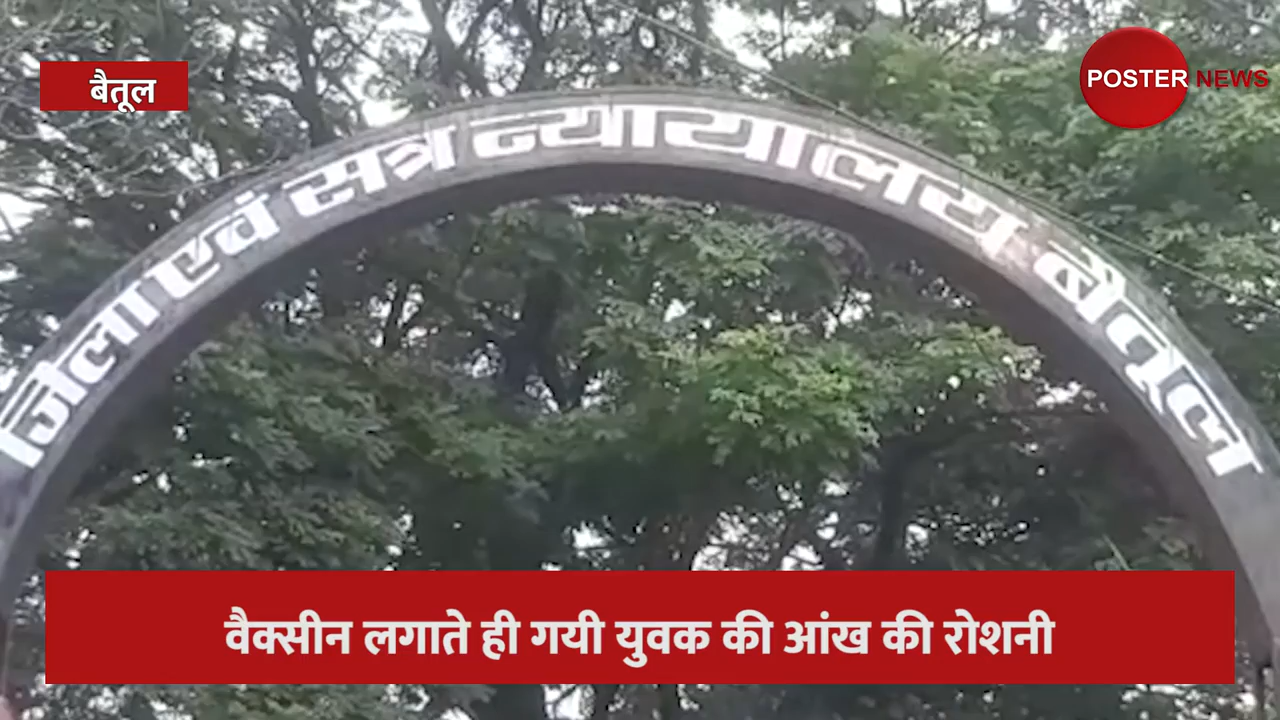 बैतूल
POSTER NEWS
जिला एवं सत्र न्यायालय बैतूल
वैक्सीन लगाते ही गयी युवक की आंख की रोशनी